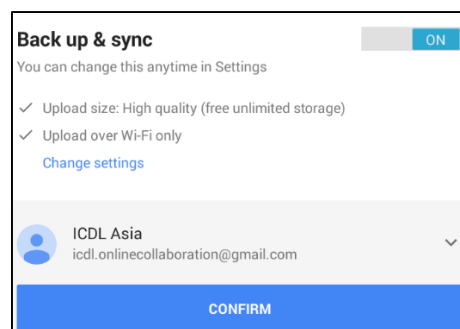 Back up & sync
ON
You can change this anytime in Settings
Upload size: High quality (free unlimited storage)
Upload over Wi-Fi only
Change settings
ICDL Asia
icdl.onlinecollaboration@gmail.com
CONFIRM